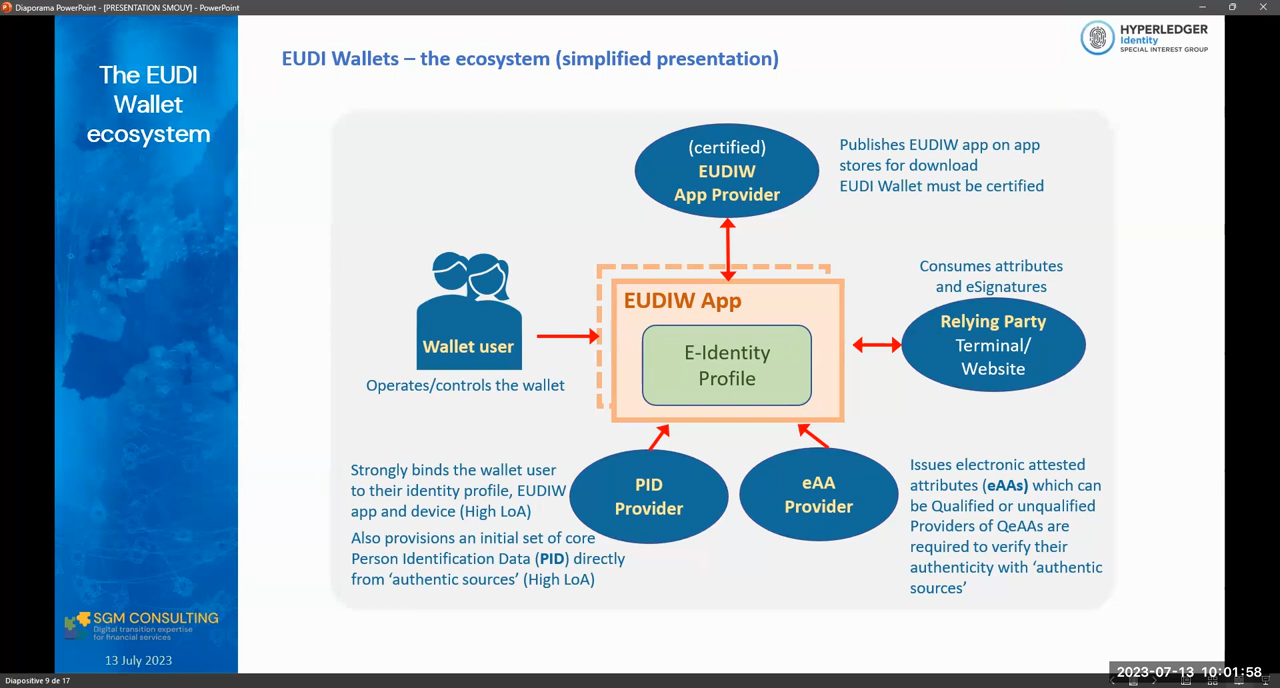 Diaporama PowerPoint - [PRESENTATION SMOUY] - PowerPoint
The EUDI
Wallet
ecosystem
EUDI Wallets – the ecosystem (simplified presentation)
HYPERLEDGER
Identity
SPECIAL INTEREST GROUP
(certified)
EUDIW
App Provider
Publishes EUDIW app on app
stores for download
EUDI Wallet must be certified
Wallet user
Operates/controls the wallet
EUDIW App
E-Identity
Profile
Consumes attributes
and eSignatures
Relying Party
Terminal/
Website
Strongly binds the wallet user
to their identity profile, EUDIW
app and device (High LoA)
Also provisions an initial set of core
Person Identification Data (PID) directly
from ‘authentic sources’ (High LoA)
PID
Provider
eAA
Provider
Issues electronic attested
attributes (eAAs) which can
be Qualified or unqualified
Providers of QeAAs are
required to verify their
authenticity with ‘authentic
sources’
SGM CONSULTING
Digital transition expertise
for financial services
13 July 2023
Diapositive 9 de 17
2023-07-13 10:01:58